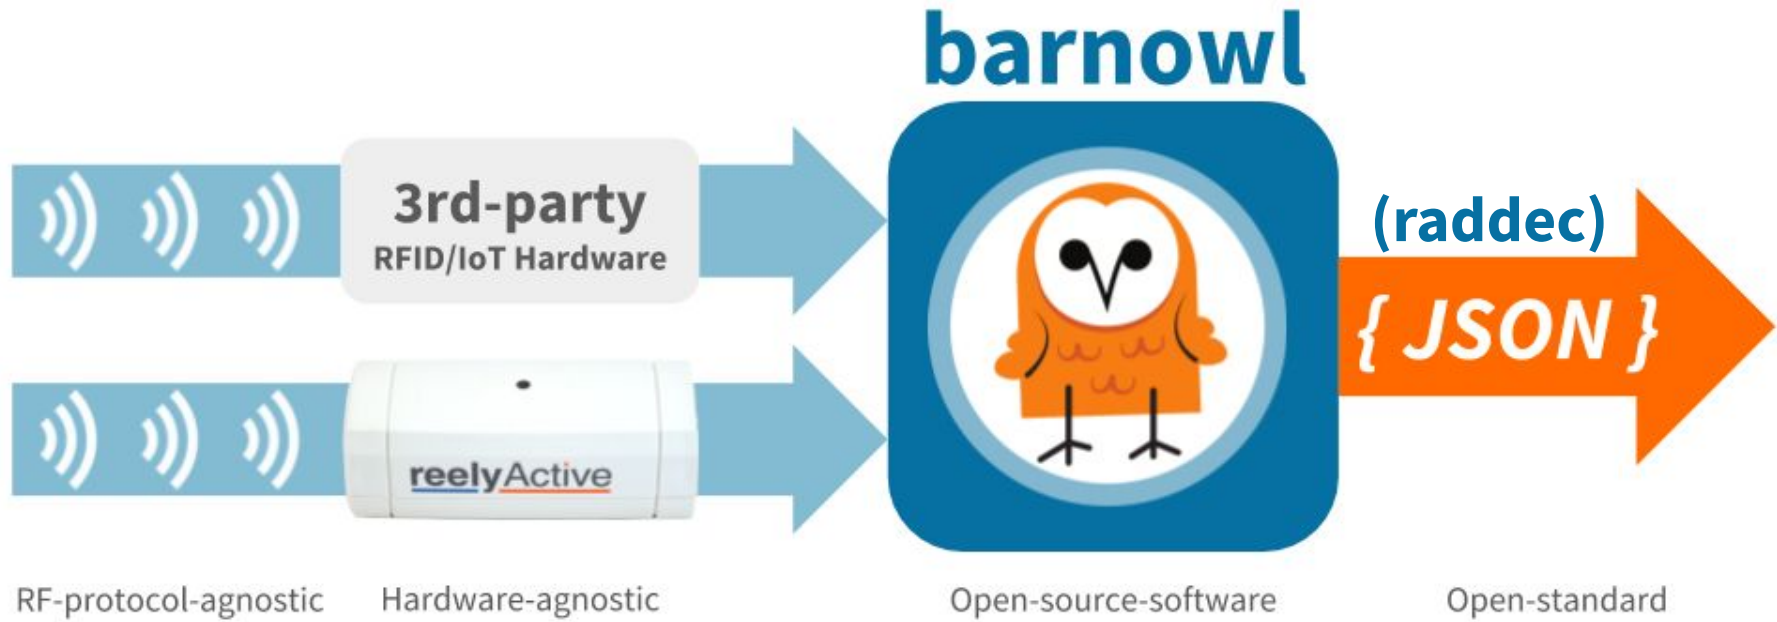 barnowl
3rd-party
RFID/IoT Hardware
(raddec)
{ JSON }
reelyActive
RF-protocol-agnostic
Hardware-agnostic
Open-source-software
Open-standard